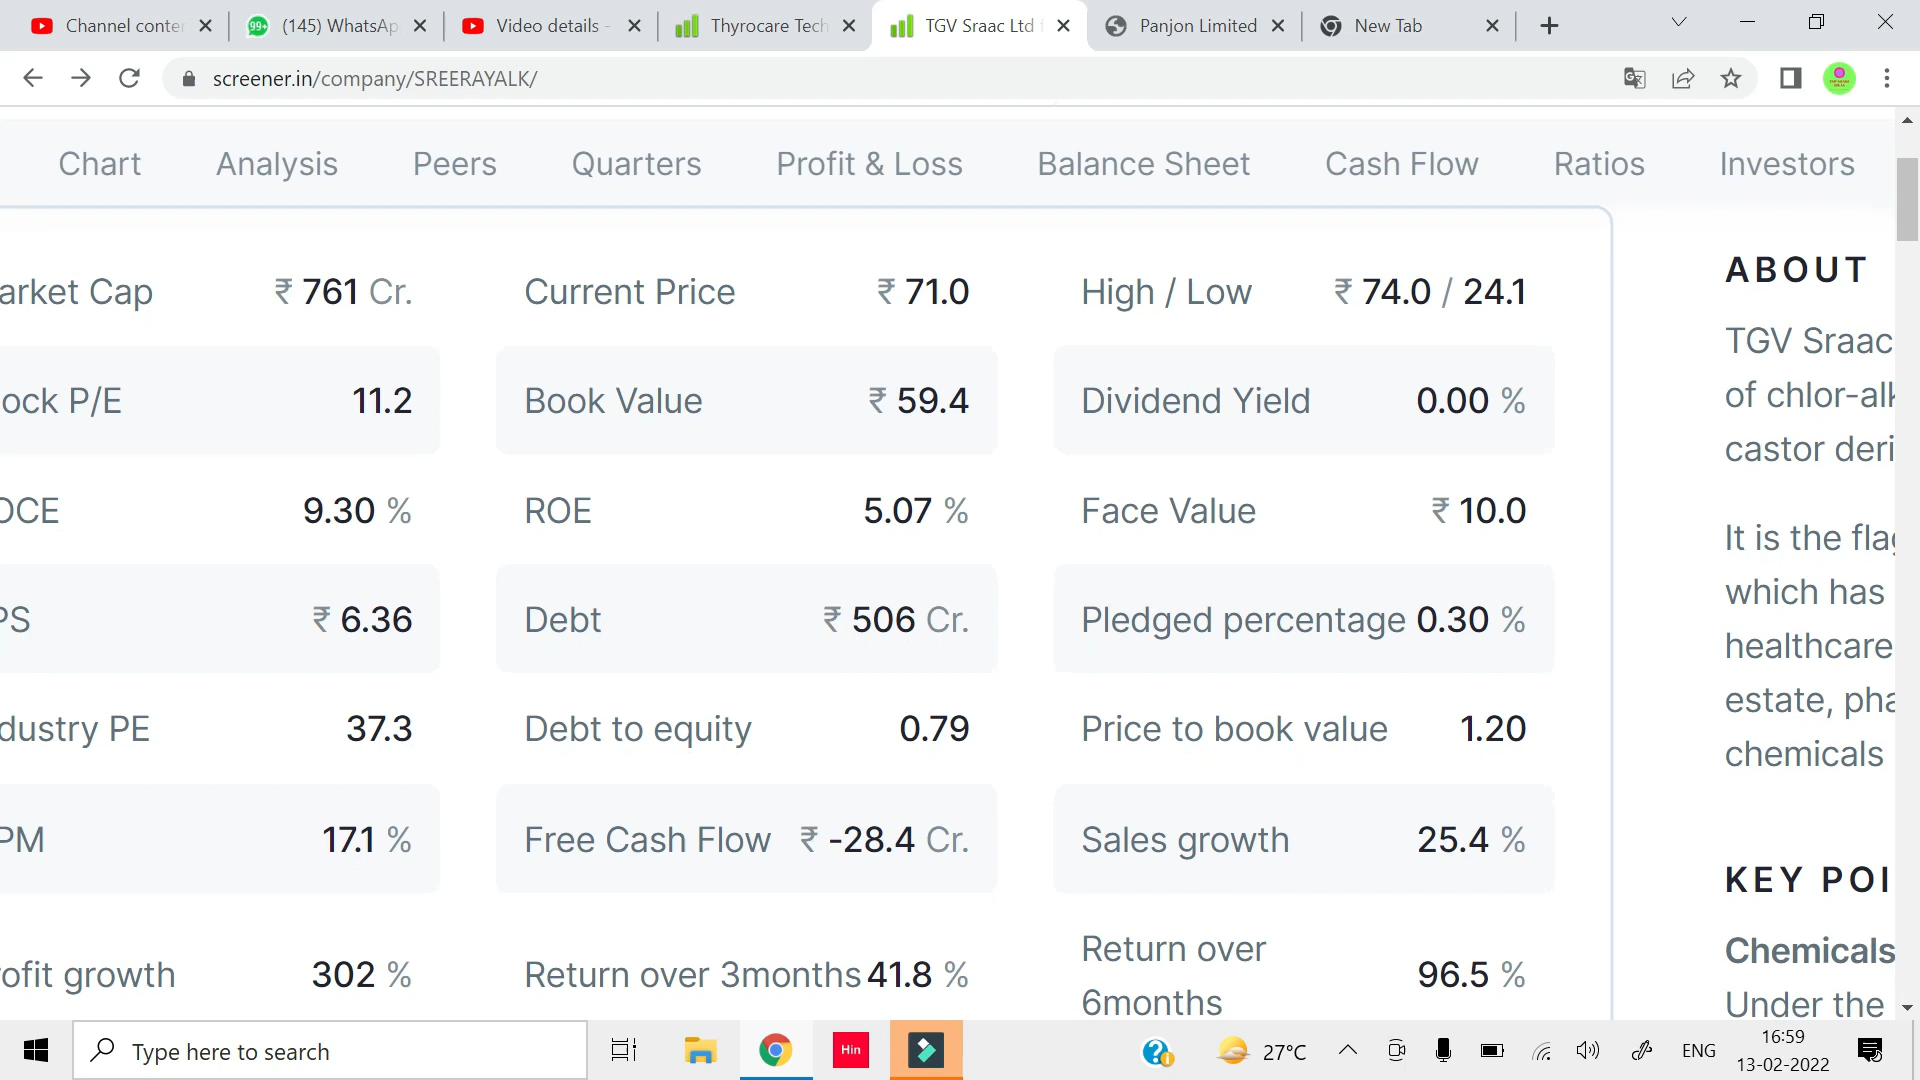 Channel conter
99+ (145) WhatsAp
Video details -
Thyrocare Tech
TGV Sraac Ltd f
Panjon Limited
New Tab
screener.in/company/SREERAYALK/
Chart Analysis Peers Quarters Profit & Loss Balance Sheet Cash Flow Ratios Investors
arket Cap ₹ 761 Cr. Current Price ₹ 71.0 High / Low ₹ 74.0 / 24.1
ock P/E 11.2 Book Value ₹ 59.4 Dividend Yield 0.00 %
OCE 9.30 % ROE 5.07 % Face Value ₹ 10.0
PS ₹ 6.36 Debt ₹ 506 Cr. Pledged percentage 0.30 %
dustry PE 37.3 Debt to equity 0.79 Price to book value 1.20
PM 17.1 % Free Cash Flow ₹ -28.4 Cr. Sales growth 25.4 %
ofit growth 302 % Return over 3months 41.8 % Return over
6months 96.5 %
ABOUT
TGV Sraac
of chlor-alk
castor deri
It is the flag
which has
healthcare
estate, pha
chemicals
KEY POI
Chemicals
Under the
Type here to search
Hin
27°C
ENG
16:59
13-02-2022